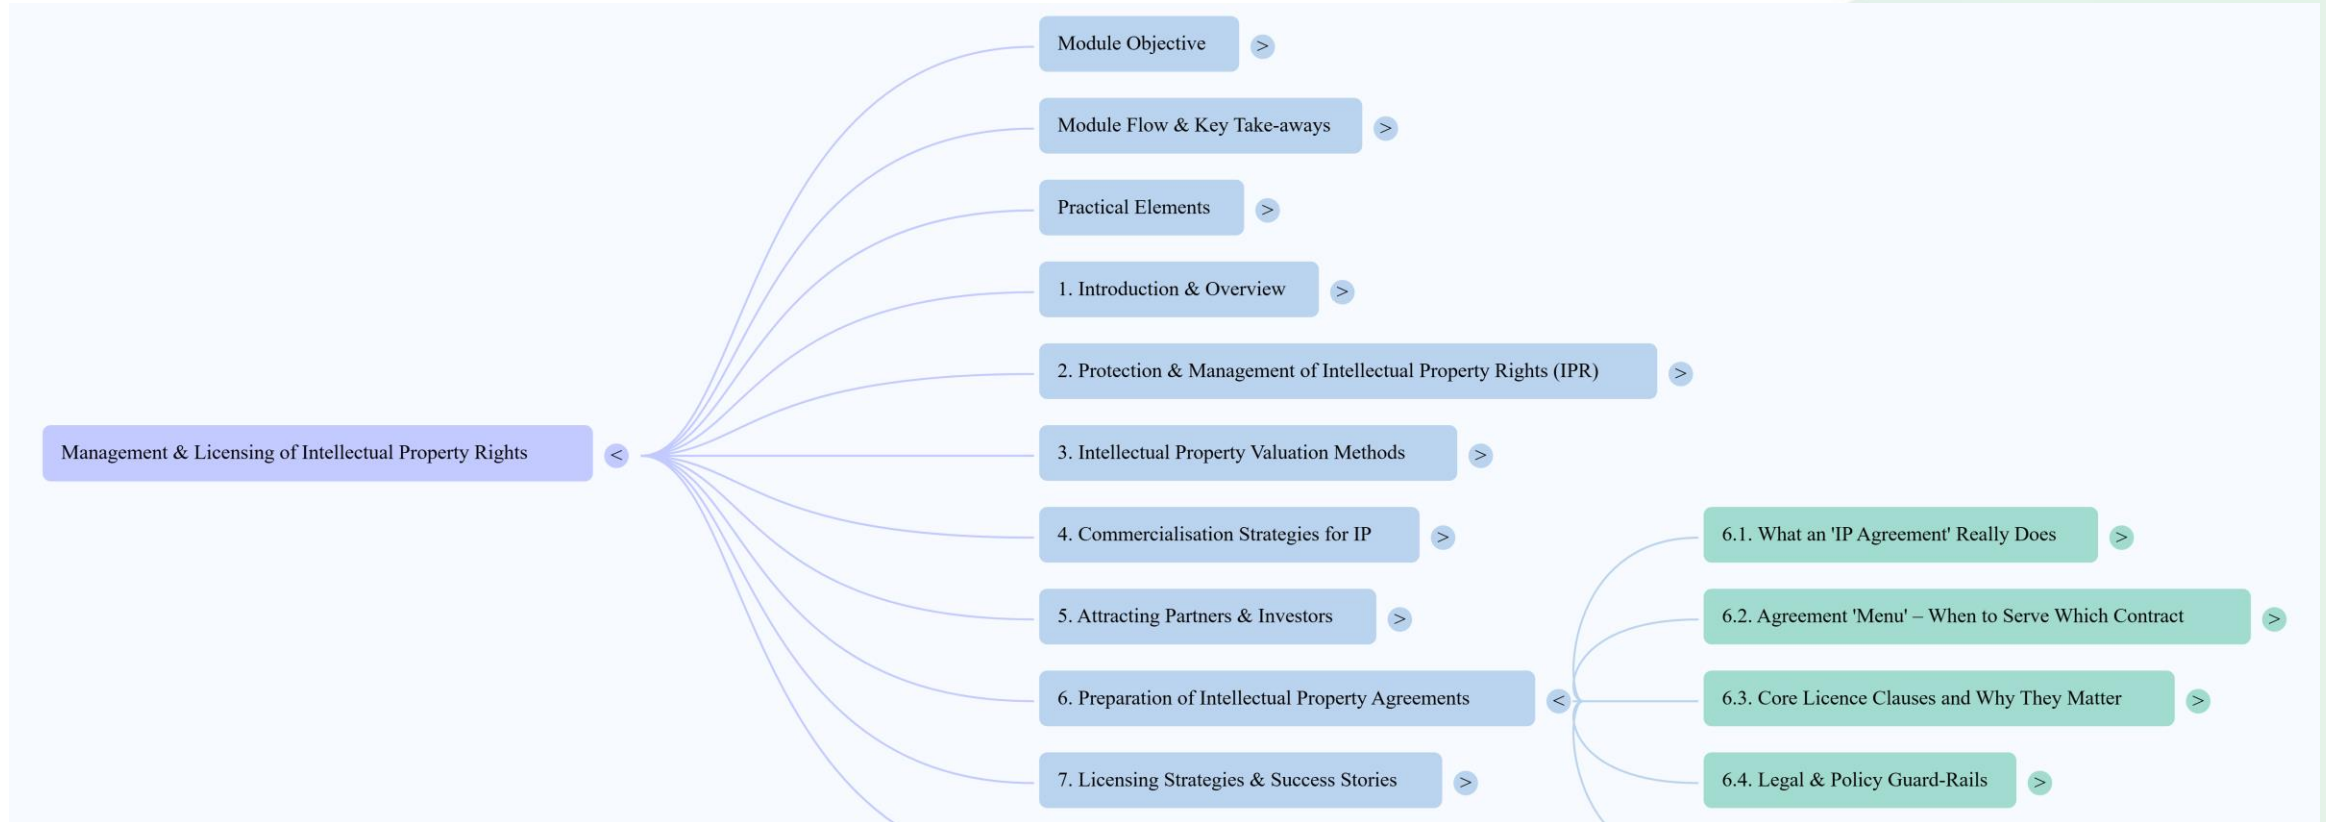 Management & Licensing of Intellectual Property Rights <
Module Objective >
Module Flow & Key Take-aways >
Practical Elements >
1. Introduction & Overview >
2. Protection & Management of Intellectual Property Rights (IPR) >
3. Intellectual Property Valuation Methods >
4. Commercialisation Strategies for IP >
5. Attracting Partners & Investors >
6. Preparation of Intellectual Property Agreements <
7. Licensing Strategies & Success Stories >
6.1. What an 'IP Agreement' Really Does >
6.2. Agreement 'Menu' – When to Serve Which Contract >
6.3. Core Licence Clauses and Why They Matter >
6.4. Legal & Policy Guard-Rails >